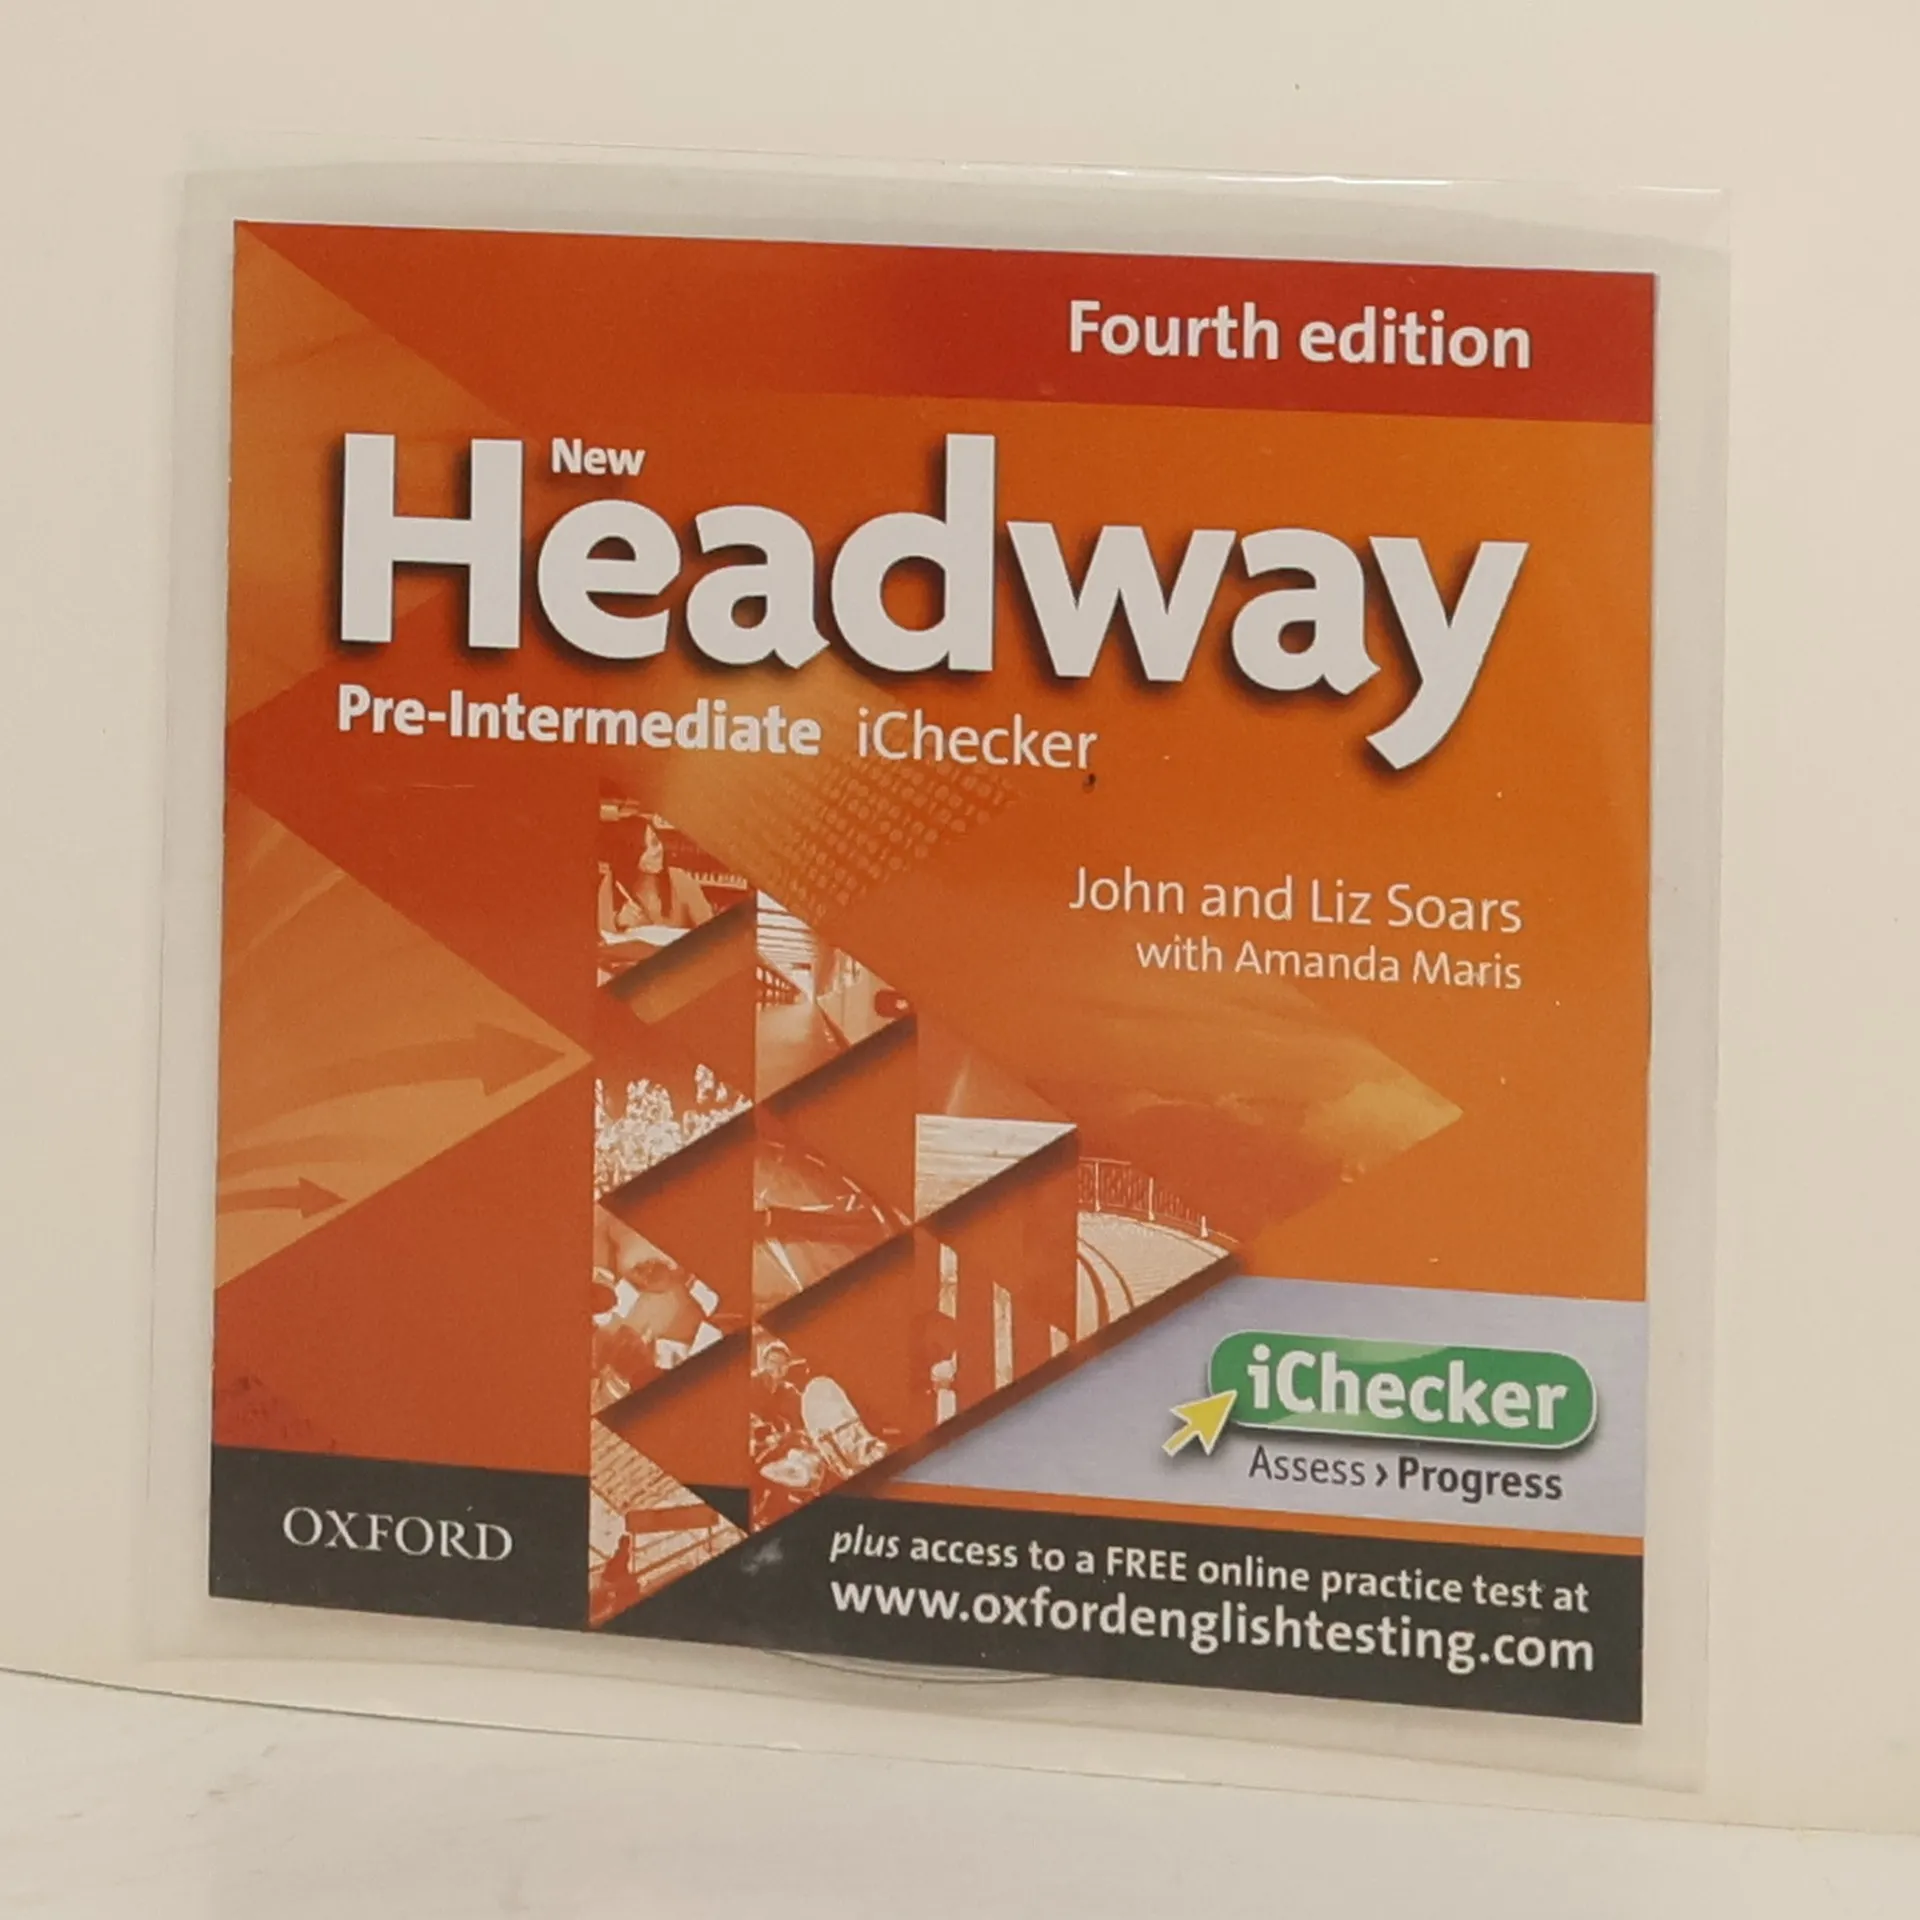 Fourth edition
New
Headway
Pre-Intermediate iChecker
John and Liz Soars
with Amanda Maris
iChecker
Assess › Progress
OXFORD
plus access to a FREE online practice test at
www.oxfordenglishtesting.com